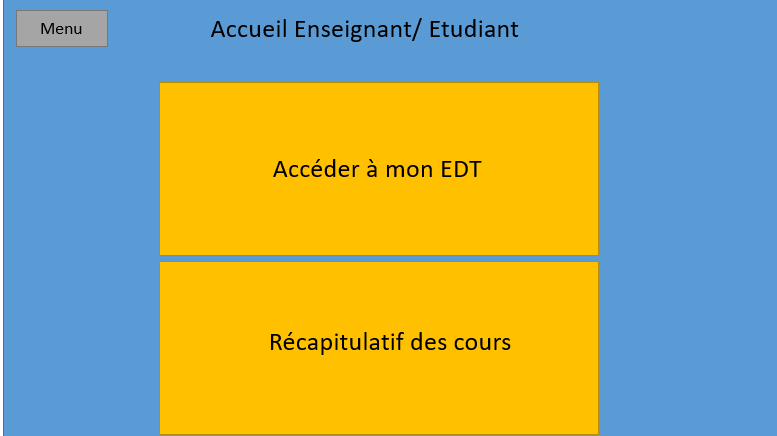 Menu
Accueil Enseignant/ Etudiant
Accéder à mon EDT
Récapitulatif des cours